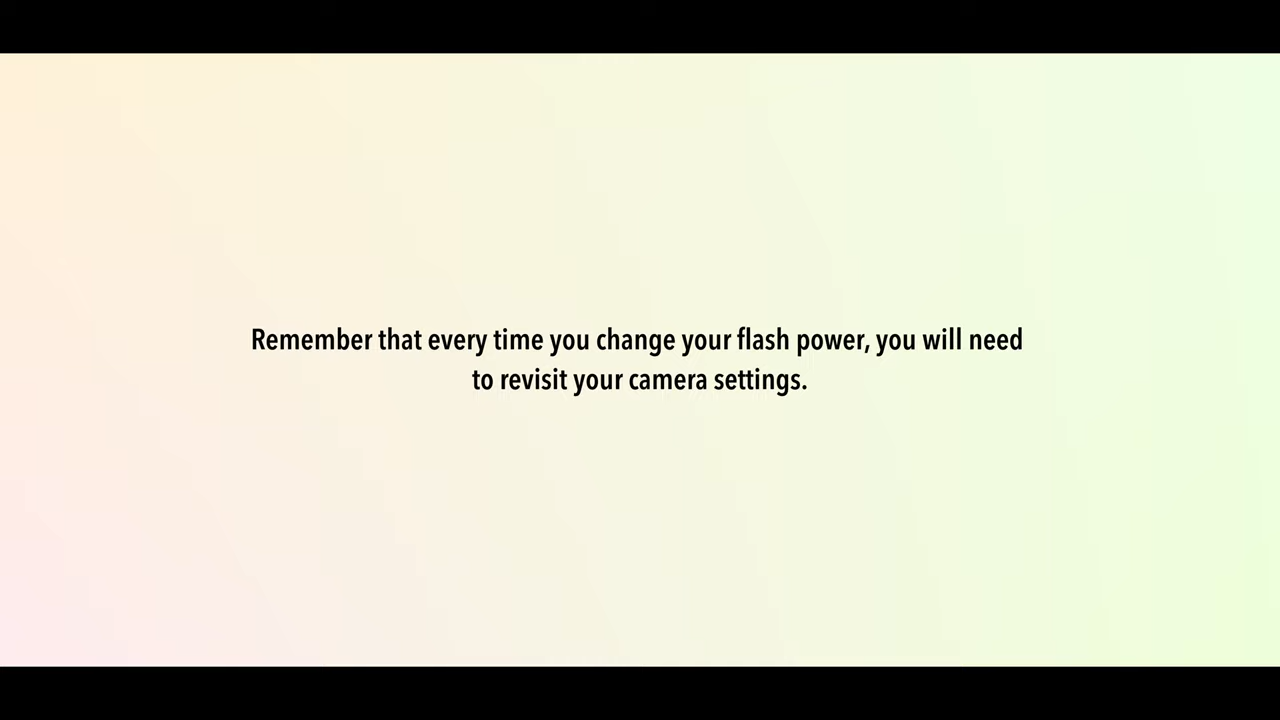 Remember that every time you change your flash power, you will need
to revisit your camera settings.